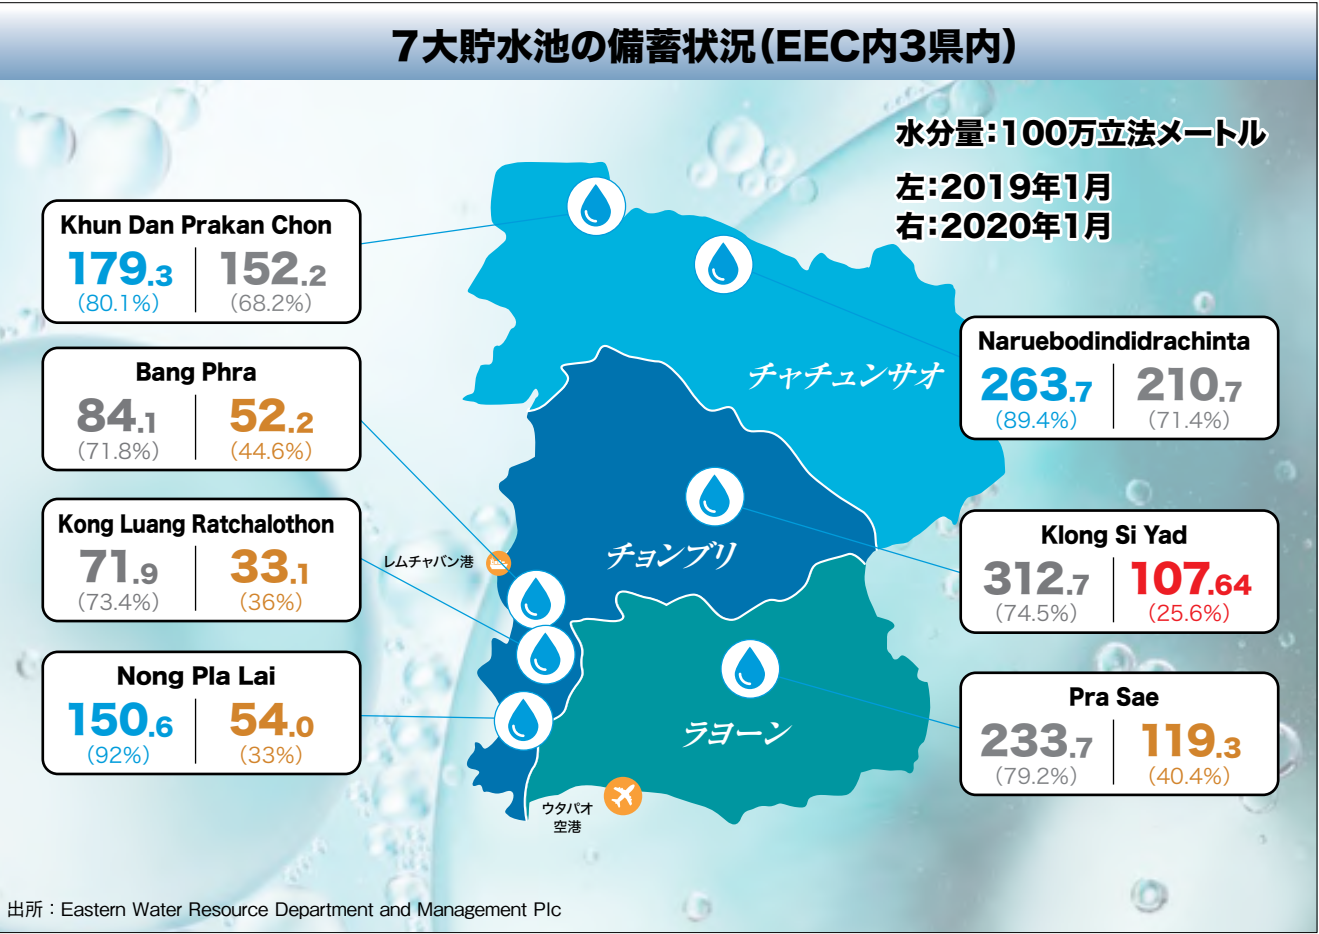 7大貯水池の備蓄状況(EEC内3県内)
水分量:100万立法メートル
左:2019年1月
右:2020年1月
Khun Dan Prakan Chon
179.3 152.2
(80.1%) (68.2%)
Bang Phra
84.1 52.2
(71.8%) (44.6%)
Kong Luang Ratchalothon
71.9 33.1
(73.4%) (36%)
Nong Pla Lai
150.6 54.0
(92%) (33%)
チャチュンサオ
チョンブリ
ラヨーン
レムチャバン港
ウタパオ
空港
Naruebodindidrachinta
263.7 210.7
(89.4%) (71.4%)
Klong Si Yad
312.7 107.64
(74.5%) (25.6%)
Pra Sae
233.7 119.3
(79.2%) (40.4%)
出所:Eastern Water Resource Department and Management Plc